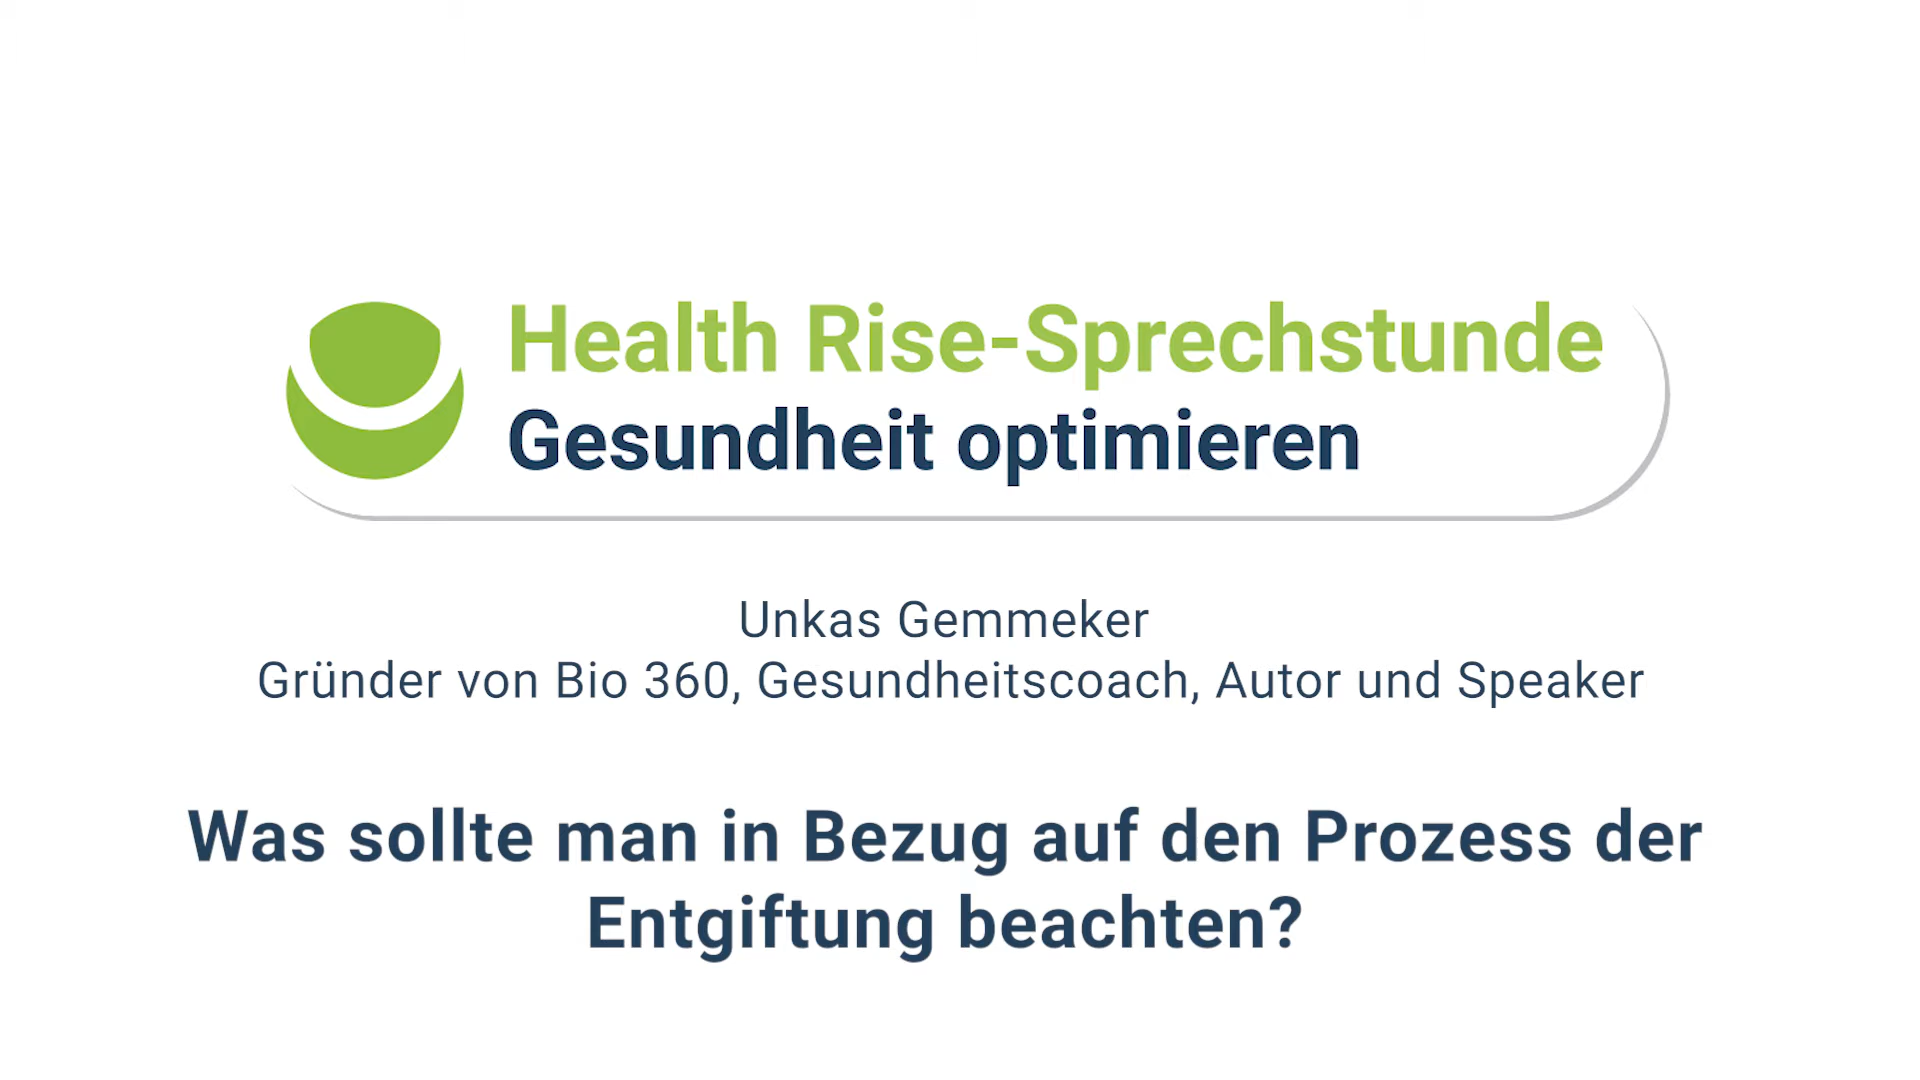 Health Rise-Sprechstunde
Gesundheit optimieren
Unkas Gemmeker
Gründer von Bio 360, Gesundheitscoach, Autor und Speaker
Was sollte man in Bezug auf den Prozess der
Entgiftung beachten?